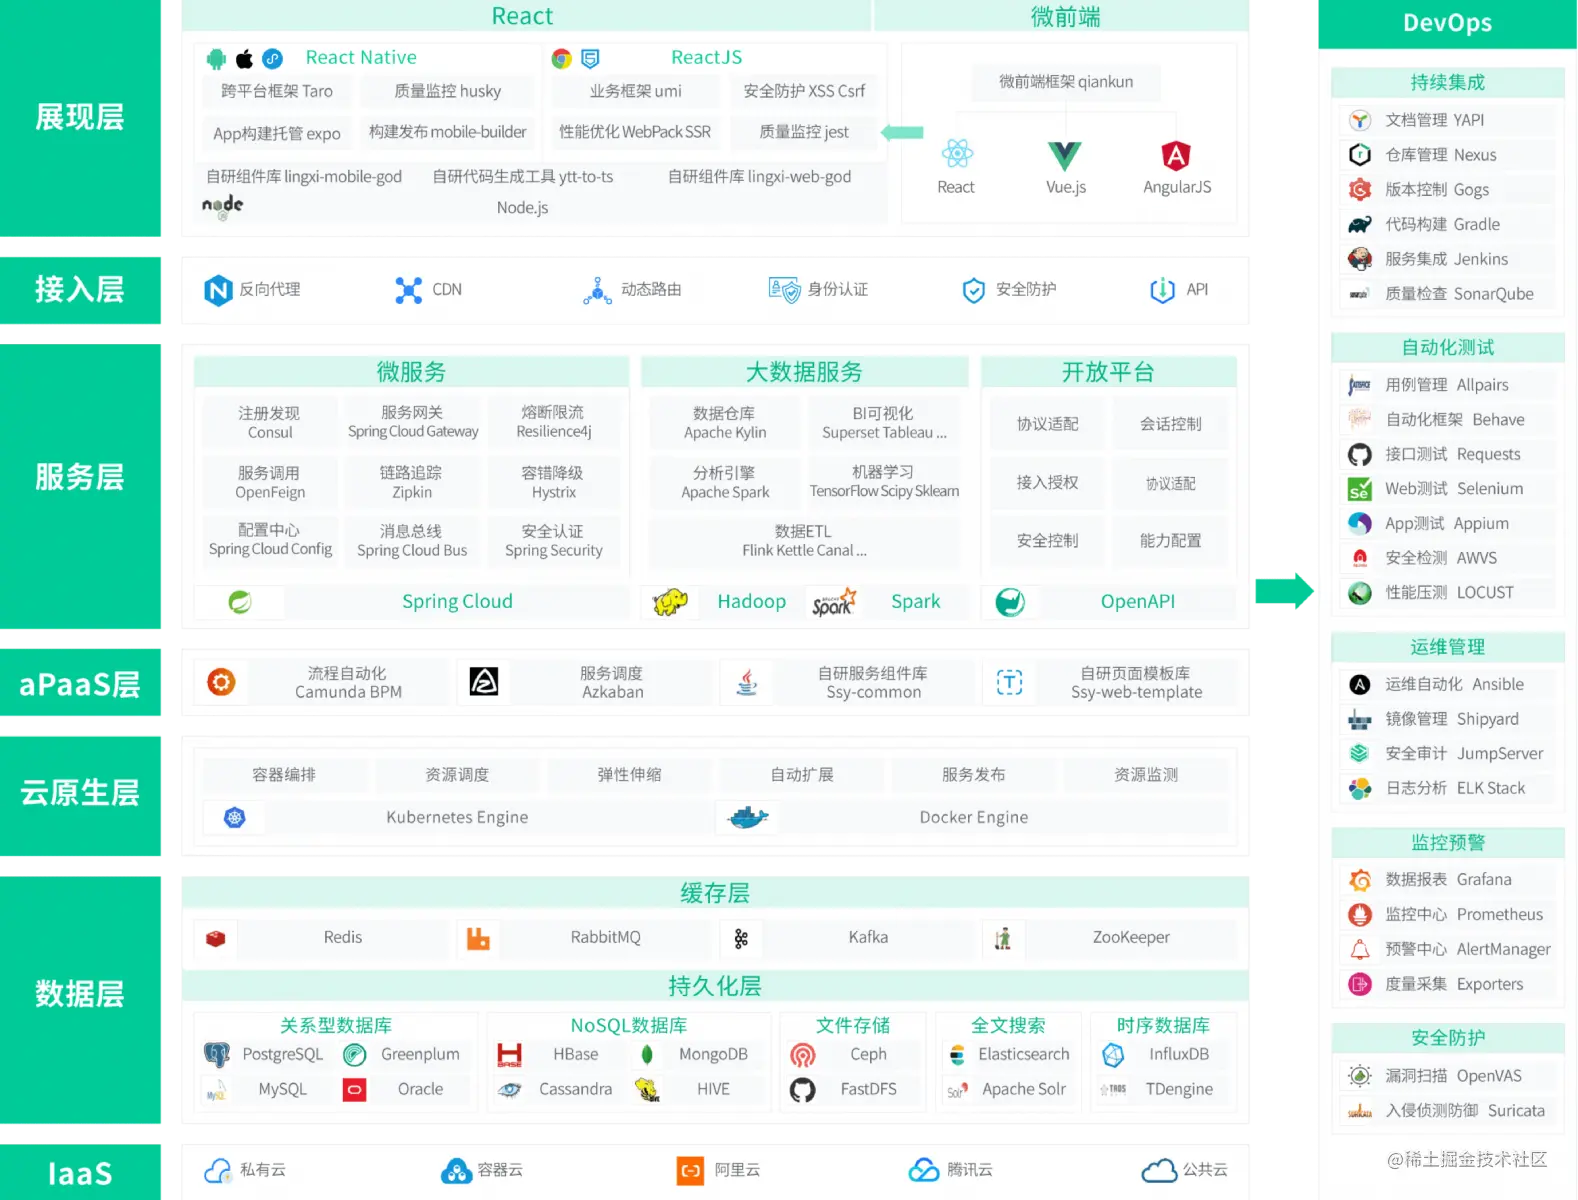 展现层
React
微前端
React Native
ReactJS
跨平台框架 Taro
质量监控 husky
业务框架 umi
安全防护 XSS Csrf
App构建托管 expo
构建发布 mobile-builder
性能优化 WebPack SSR
质量监控 jest
自研组件库 lingxi-mobile-god
自研代码生成工具 ytt-to-ts
自研组件库 lingxi-web-god
node
Node.js
微前端框架 qiankun
React
Vue.js
AngularJS
接入层
反向代理
CDN
动态路由
身份认证
安全防护
API
服务层
微服务
注册发现
Consul
服务网关
Spring Cloud Gateway
熔断限流
Resilience4j
服务调用
OpenFeign
链路追踪
Zipkin
容错降级
Hystrix
配置中心
Spring Cloud Config
消息总线
Spring Cloud Bus
安全认证
Spring Security
Spring Cloud
大数据服务
数据仓库
Apache Kylin
BI可视化
Superset Tableau ...
分析引擎
Apache Spark
机器学习
TensorFlow Scipy Sklearn
数据ETL
Flink Kettle Canal ...
Hadoop
APACHE
Spark
Spark
开放平台
协议适配
会话控制
接入授权
协议适配
安全控制
能力配置
OpenAPI
aPaaS层
流程自动化
Camunda BPM
服务调度
Azkaban
自研服务组件库
Ssy-common
自研页面模板库
Ssy-web-template
云原生层
容器编排
资源调度
弹性伸缩
自动扩展
服务发布
资源监测
Kubernetes Engine
Docker Engine
数据层
缓存层
Redis
RabbitMQ
Kafka
ZooKeeper
持久化层
关系型数据库
PostgreSQL
Greenplum
MySQL
MySQL
Oracle
NoSQL数据库
HBase
MongoDB
Cassandra
HIVE
文件存储
Ceph
FastDFS
全文搜索
Elasticsearch
Solr
Apache Solr
时序数据库
InfluxDB
TDengine
IaaS
私有云
容器云
阿里云
腾讯云
公共云
DevOps
持续集成
文档管理 YAPI
仓库管理 Nexus
版本控制 Gogs
代码构建 Gradle
服务集成 Jenkins
质量检查 SonarQube
自动化测试
用例管理 Allpairs
自动化框架 Behave
接口测试 Requests
Se
Web测试 Selenium
App测试 Appium
安全检测 AWVS
性能压测 LOCUST
运维管理
运维自动化 Ansible
镜像管理 Shipyard
安全审计 JumpServer
日志分析 ELK Stack
监控预警
数据报表 Grafana
监控中心 Prometheus
预警中心 AlertManager
度量采集 Exporters
安全防护
漏洞扫描 OpenVAS
SURICATA
入侵侦测防御 Suricata
@稀土掘金技术社区